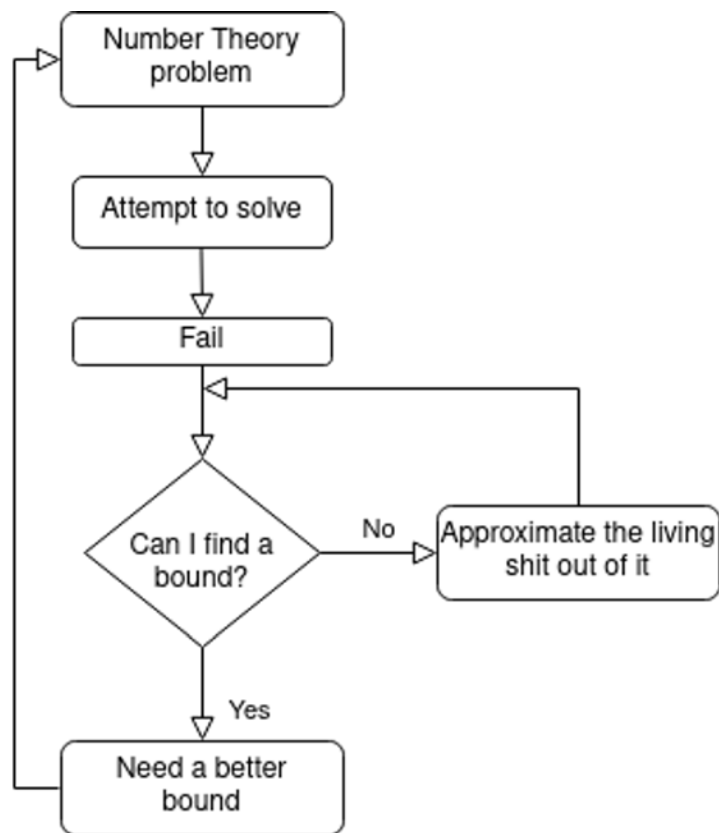 Number Theory
problem
Attempt to solve
Fail
Can I find a
bound?
No
Approximate the living
shit out of it
Yes
Need a better
bound